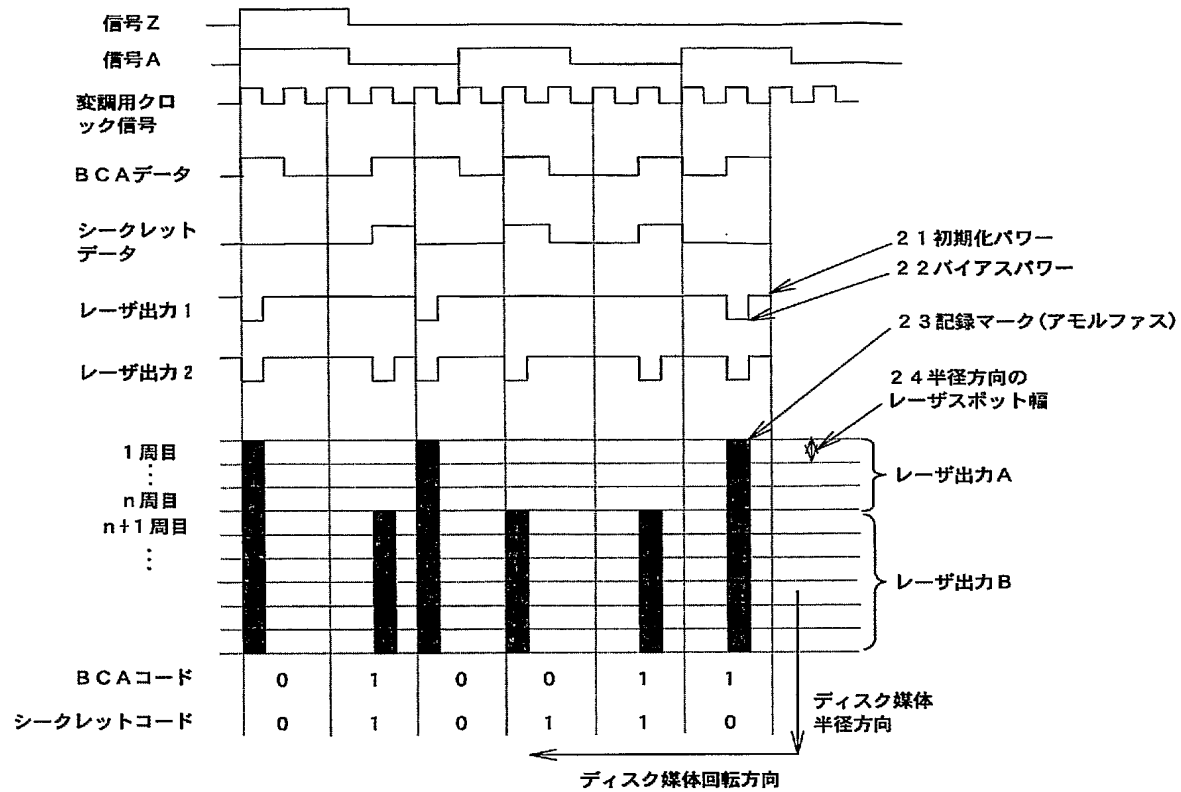 信号Z
信号A
変調用クロ
ック信号
BCAデータ
シークレット
データ
21初期化パワー
22バイアスパワー
レーザ出力1
23記録マーク(アモルファス)
レーザ出力2
24半径方向の
レーザスポット幅
1周目
⋮
n周目
n+1周目
⋮
レーザ出力A
レーザ出力B
BCAコード 0 1 0 0 1 1
シークレットコード 0 1 0 1 1 0
ディスク媒体
半径方向
ディスク媒体回転方向